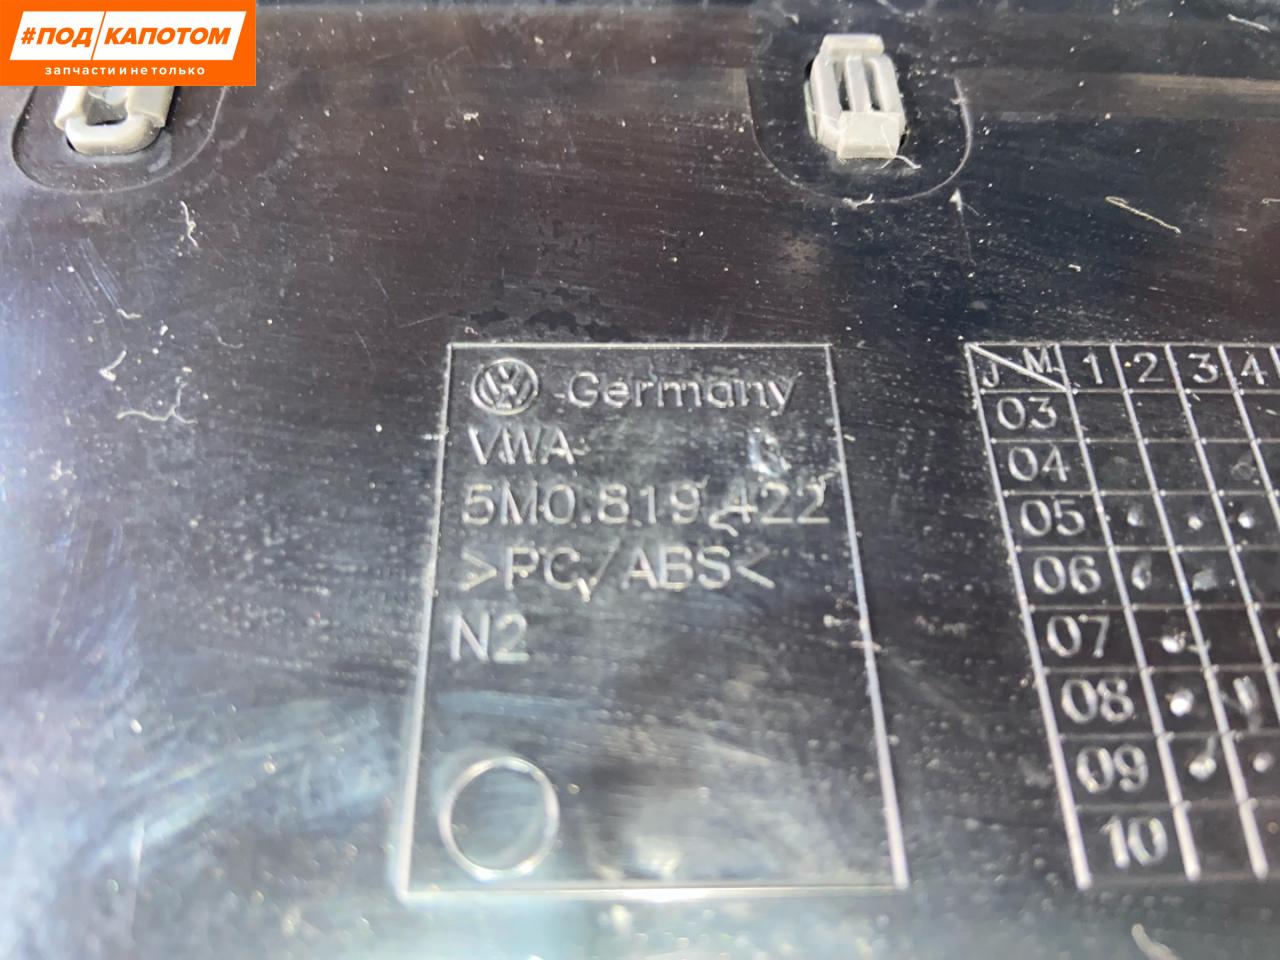 #ПОД КАПОТОМ
запчасти и не только
Germany
VWA
5M0.819.422
>PC/ABS<
N2
J M 1 2 3 4
03
04
05
06
07
08
09
10